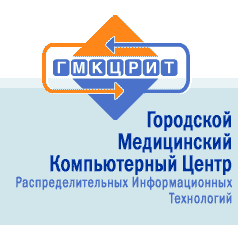 ГМКЦРИТ
Городской
Медицинский
Компьютерный Центр
Распределительных Информационных
Технологий